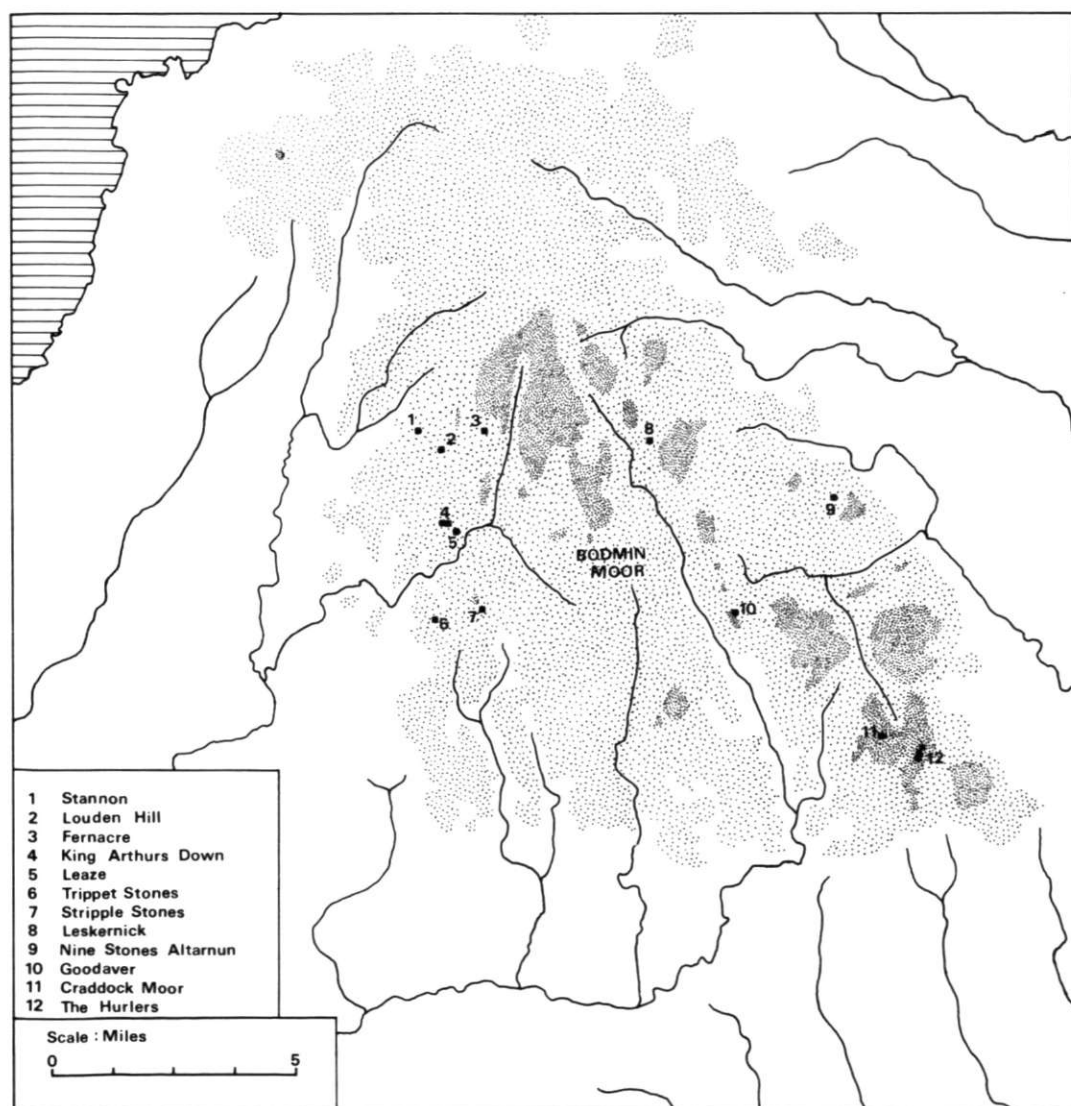 1
2
3
4
5
6
7
8
9
10
11
12
BODMIN
MOOR
1 Stannon
2 Louden Hill
3 Fernacre
4 King Arthurs Down
5 Leaze
6 Trippet Stones
7 Stripple Stones
8 Leskernick
9 Nine Stones Altarnun
10 Goodaver
11 Craddock Moor
12 The Hurlers
Scale : Miles
0 5